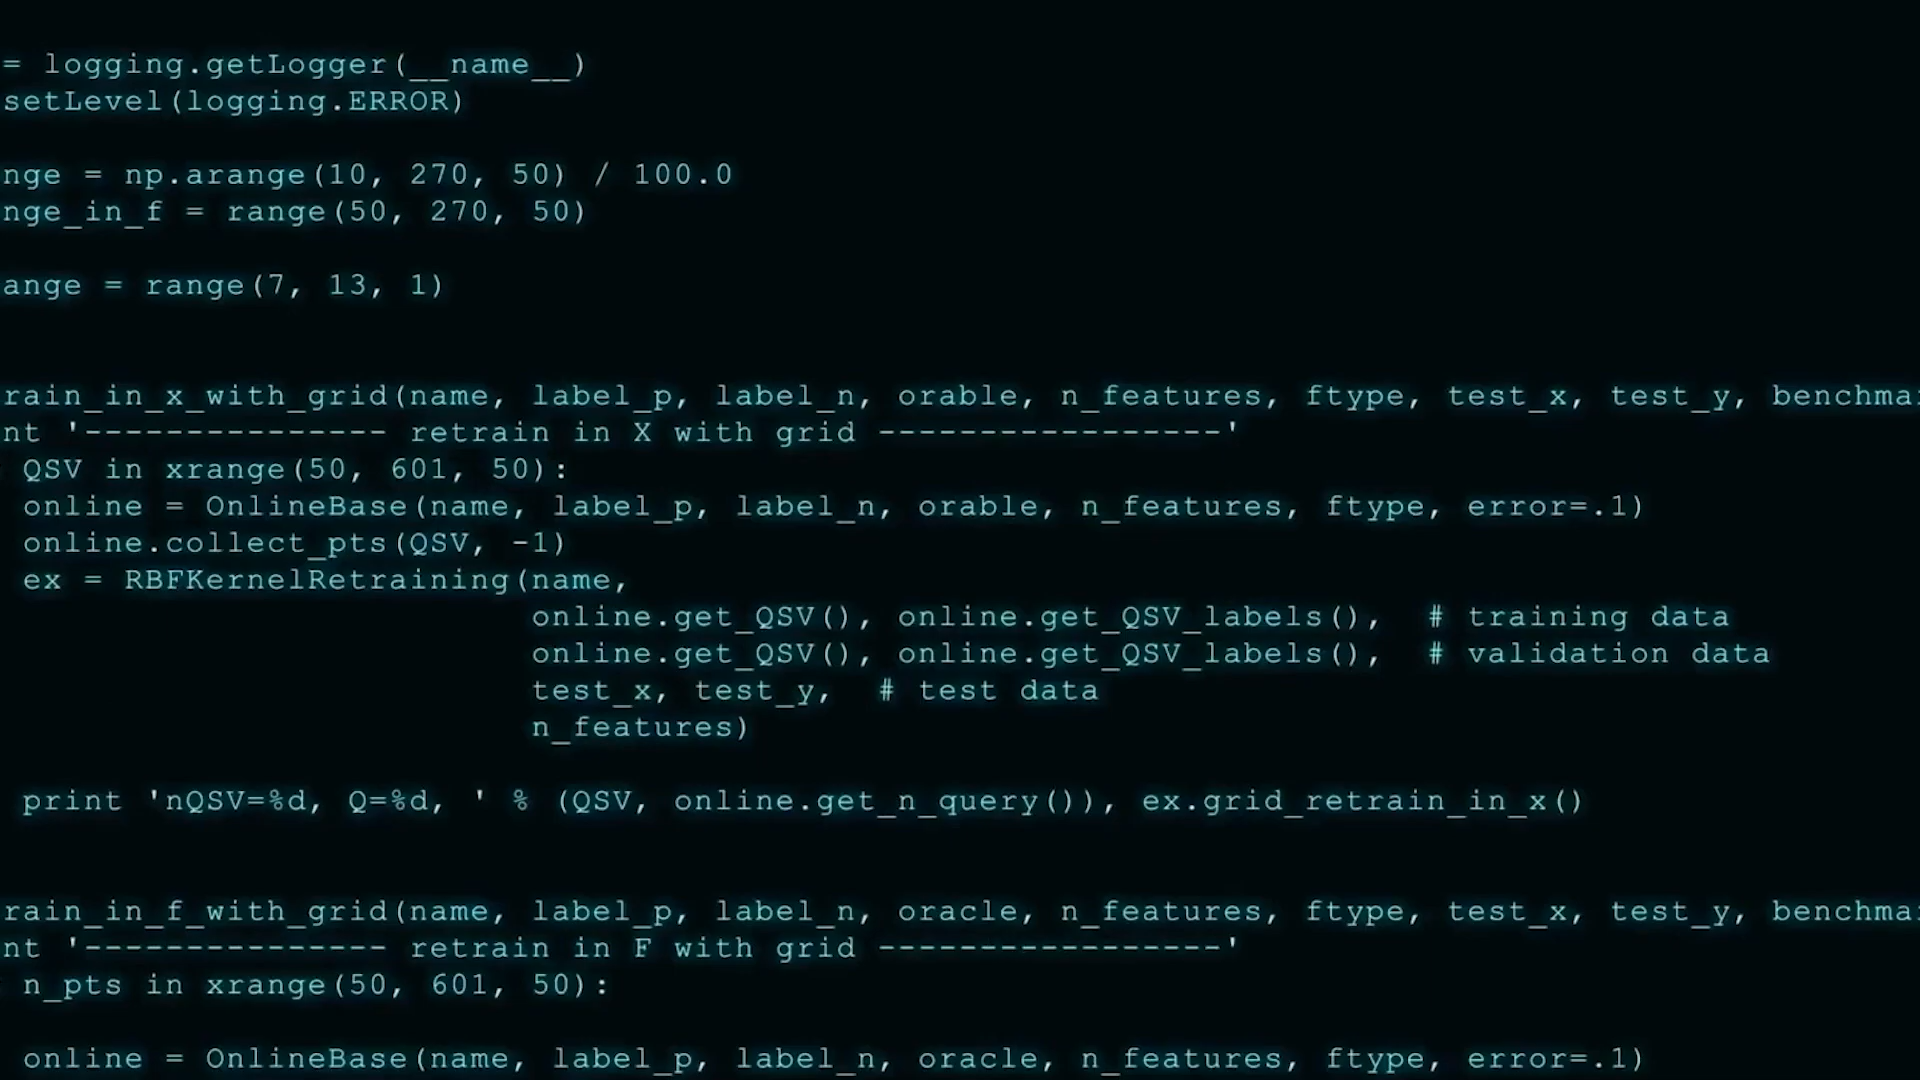 = logging.getLogger(__name__)
setLevel(logging.ERROR)
nge = np.arange(10, 270, 50) / 100.0
nge_in_f = range(50, 270, 50)
ange = range(7, 13, 1)
rain_in_x_with_grid(name, label_p, label_n, orable, n_features, ftype, test_x, test_y, benchma
nt '--------------- retrain in X with grid -----------------'
QSV in xrange(50, 601, 50):
online = OnlineBase(name, label_p, label_n, orable, n_features, ftype, error=.1)
online.collect_pts(QSV, -1)
ex = RBFKernelRetraining(name,
online.get_QSV(), online.get_QSV_labels(),  # training data
online.get_QSV(), online.get_QSV_labels(),  # validation data
test_x, test_y,  # test data
n_features)
print 'nQSV=%d, Q=%d, ' % (QSV, online.get_n_query()), ex.grid_retrain_in_x()
rain_in_f_with_grid(name, label_p, label_n, oracle, n_features, ftype, test_x, test_y, benchma
nt '--------------- retrain in F with grid -----------------'
n_pts in xrange(50, 601, 50):
online = OnlineBase(name, label_p, label_n, oracle, n_features, ftype, error=.1)